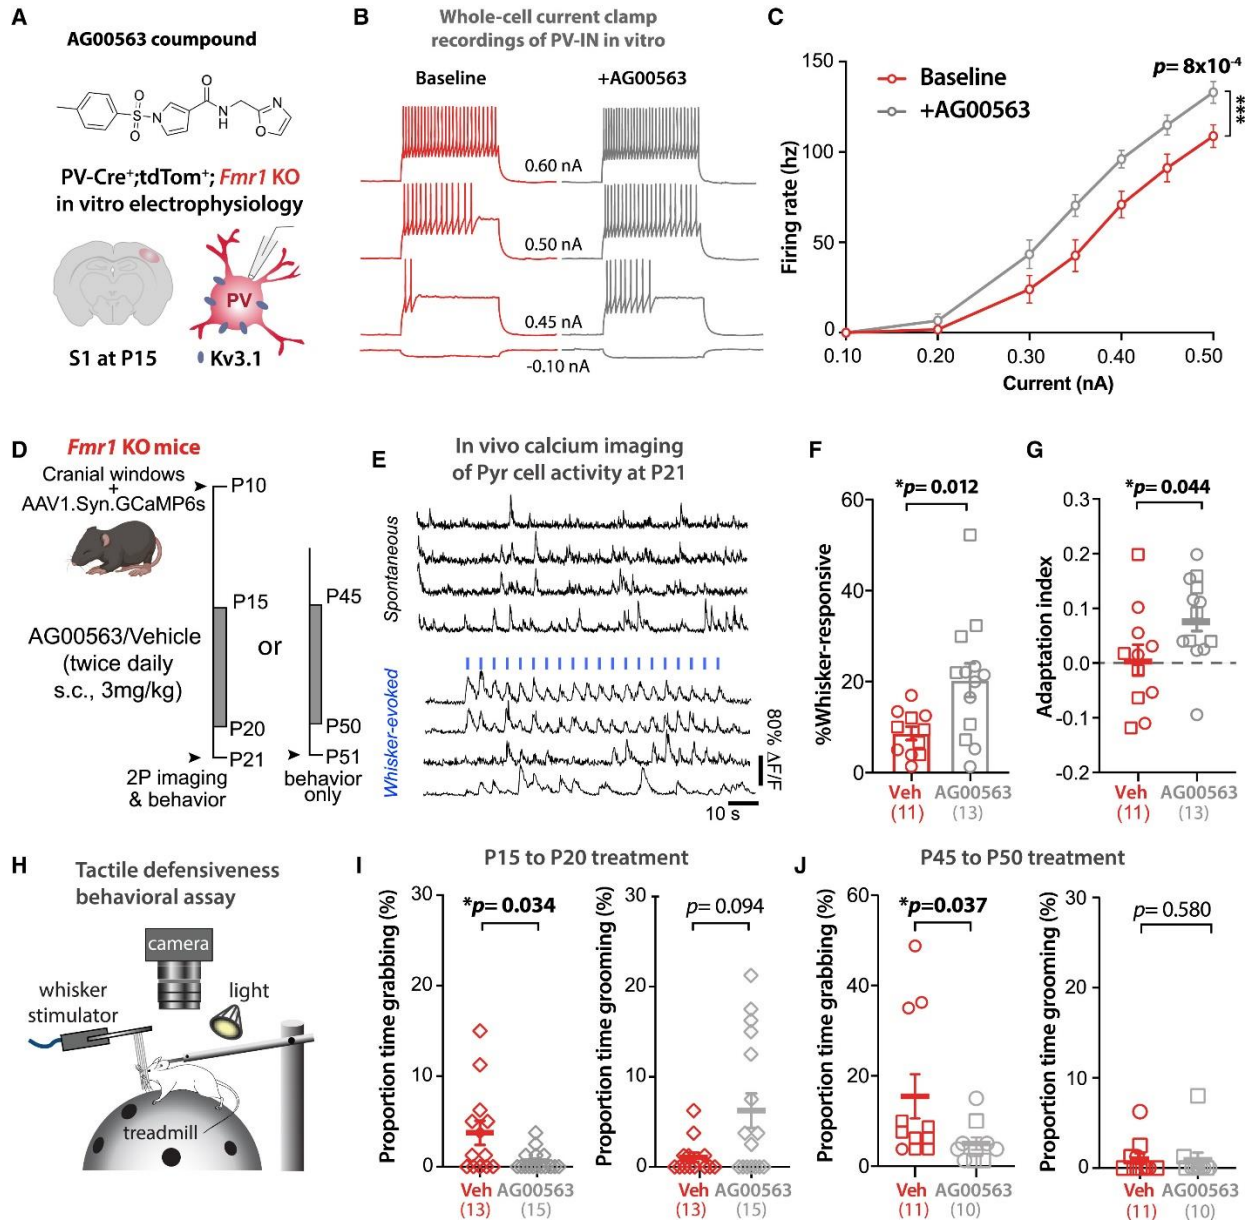 A
AG00563 coumpound
O
O
S
O
N
N
H
N
O
PV-Cre+;tdTom+; Fmr1 KO
in vitro electrophysiology
PV
S1 at P15
Kv3.1
B
Whole-cell current clamp
recordings of PV-IN in vitro
Baseline
+AG00563
0.60 nA
0.50 nA
0.45 nA
-0.10 nA
C
Baseline
+AG00563
p= 8x10-4
***
Firing rate (hz)
150
100
50
0
0.10
0.20
0.30
0.40
0.50
Current (nA)
D
Fmr1 KO mice
Cranial windows
+
AAV1.Syn.GCaMP6s
P10
P15
P45
AG00563/Vehicle
(twice daily
s.c., 3mg/kg)
or
P20
P50
P21
P51
2P imaging
& behavior
behavior
only
E
In vivo calcium imaging
of Pyr cell activity at P21
Spontaneous
Whisker-evoked
80% ΔF/F
10 s
F
*p= 0.012
%Whisker-responsive
60
40
20
0
Veh
(11)
AG00563
(13)
G
*p= 0.044
Adaptation index
0.3
0.2
0.1
0.0
-0.1
-0.2
Veh
(11)
AG00563
(13)
H
Tactile defensiveness
behavioral assay
camera
whisker
stimulator
light
treadmill
I
P15 to P20 treatment
*p= 0.034
Proportion time grabbing (%)
30
20
10
0
Veh
(13)
AG00563
(15)
p= 0.094
Proportion time grooming (%)
30
20
10
0
Veh
(13)
AG00563
(15)
J
P45 to P50 treatment
*p=0.037
Proportion time grabbing (%)
60
40
20
0
Veh
(11)
AG00563
(10)
p= 0.580
Proportion time grooming (%)
30
20
10
0
Veh
(11)
AG00563
(10)